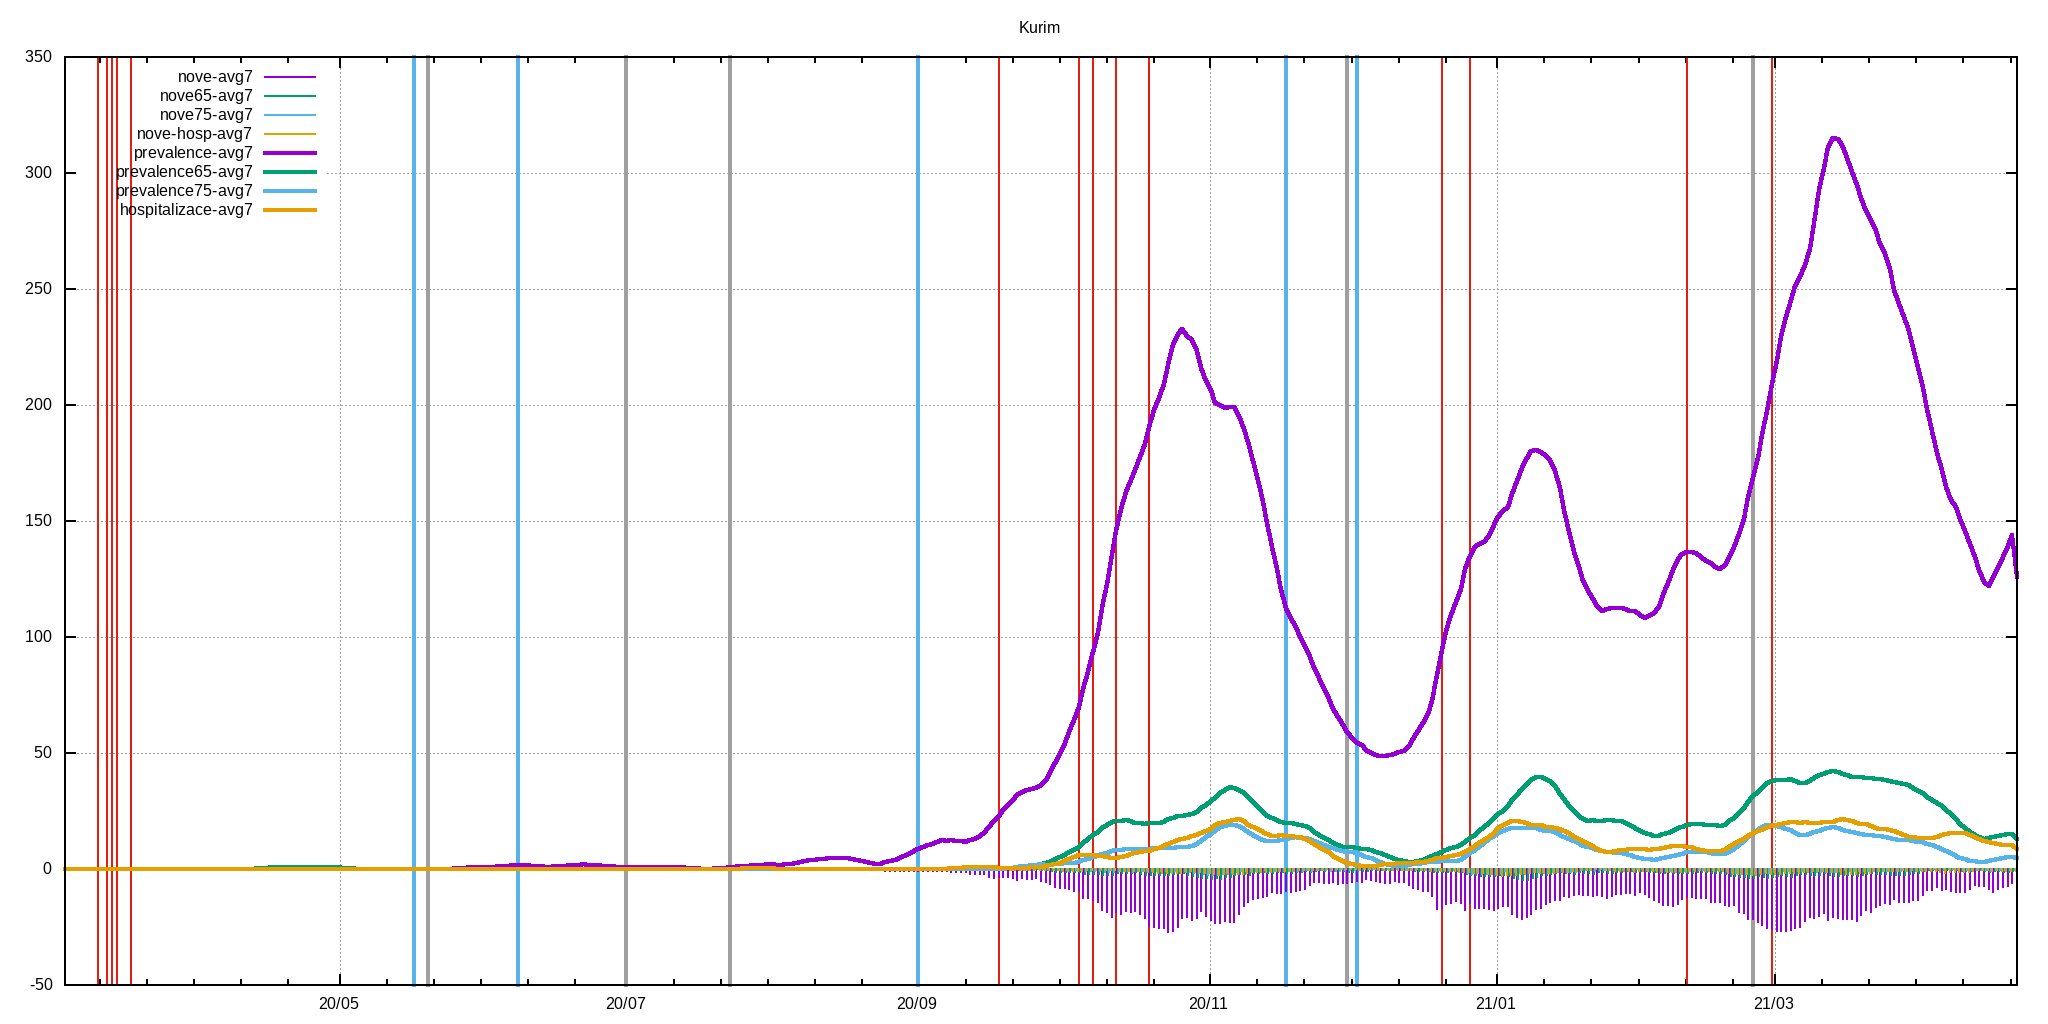 Kurim
350
nove-avg7
nove65-avg7
nove75-avg7
nove-hosp-avg7
prevalence-avg7
prevalence65-avg7
prevalence75-avg7
hospitalizace-avg7
300
250
200
150
100
50
0
-50
20/05
20/07
20/09
20/11
21/01
21/03